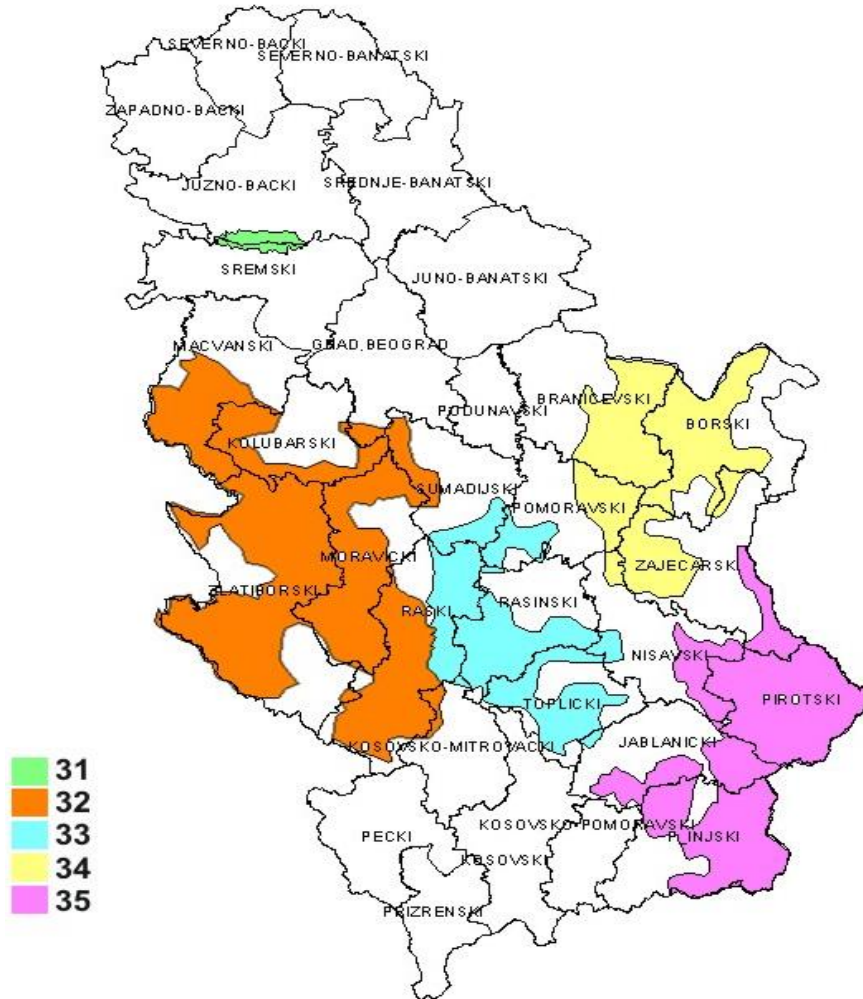 SEVERNO-BACKI
SEVERNO-BANATSKI
ZAPADNO-BACKI
JUZNO-BACKI
SREDNJE-BANATSKI
SREMSKI
JUNO-BANATSKI
MACVANSKI
GRAD,BEOGRAD
BRANICEVSKI
PODUNAVSKI
BORSKI
KOLUBARSKI
SUMADIJSKI
POMORAVSKI
MORAVICKI
ZAJECARSKI
ZLATIBORSKI
RASKI
RASINSKI
NISAVSKI
PIROTSKI
TOPLICKI
JABLANICKI
KOSOVSKO-MITROVACKI
KOSOVSKO-POMORAVSKI
PECKI
P INJSKI
KOSOVSKI
PRIZRENSKI
31
32
33
34
35